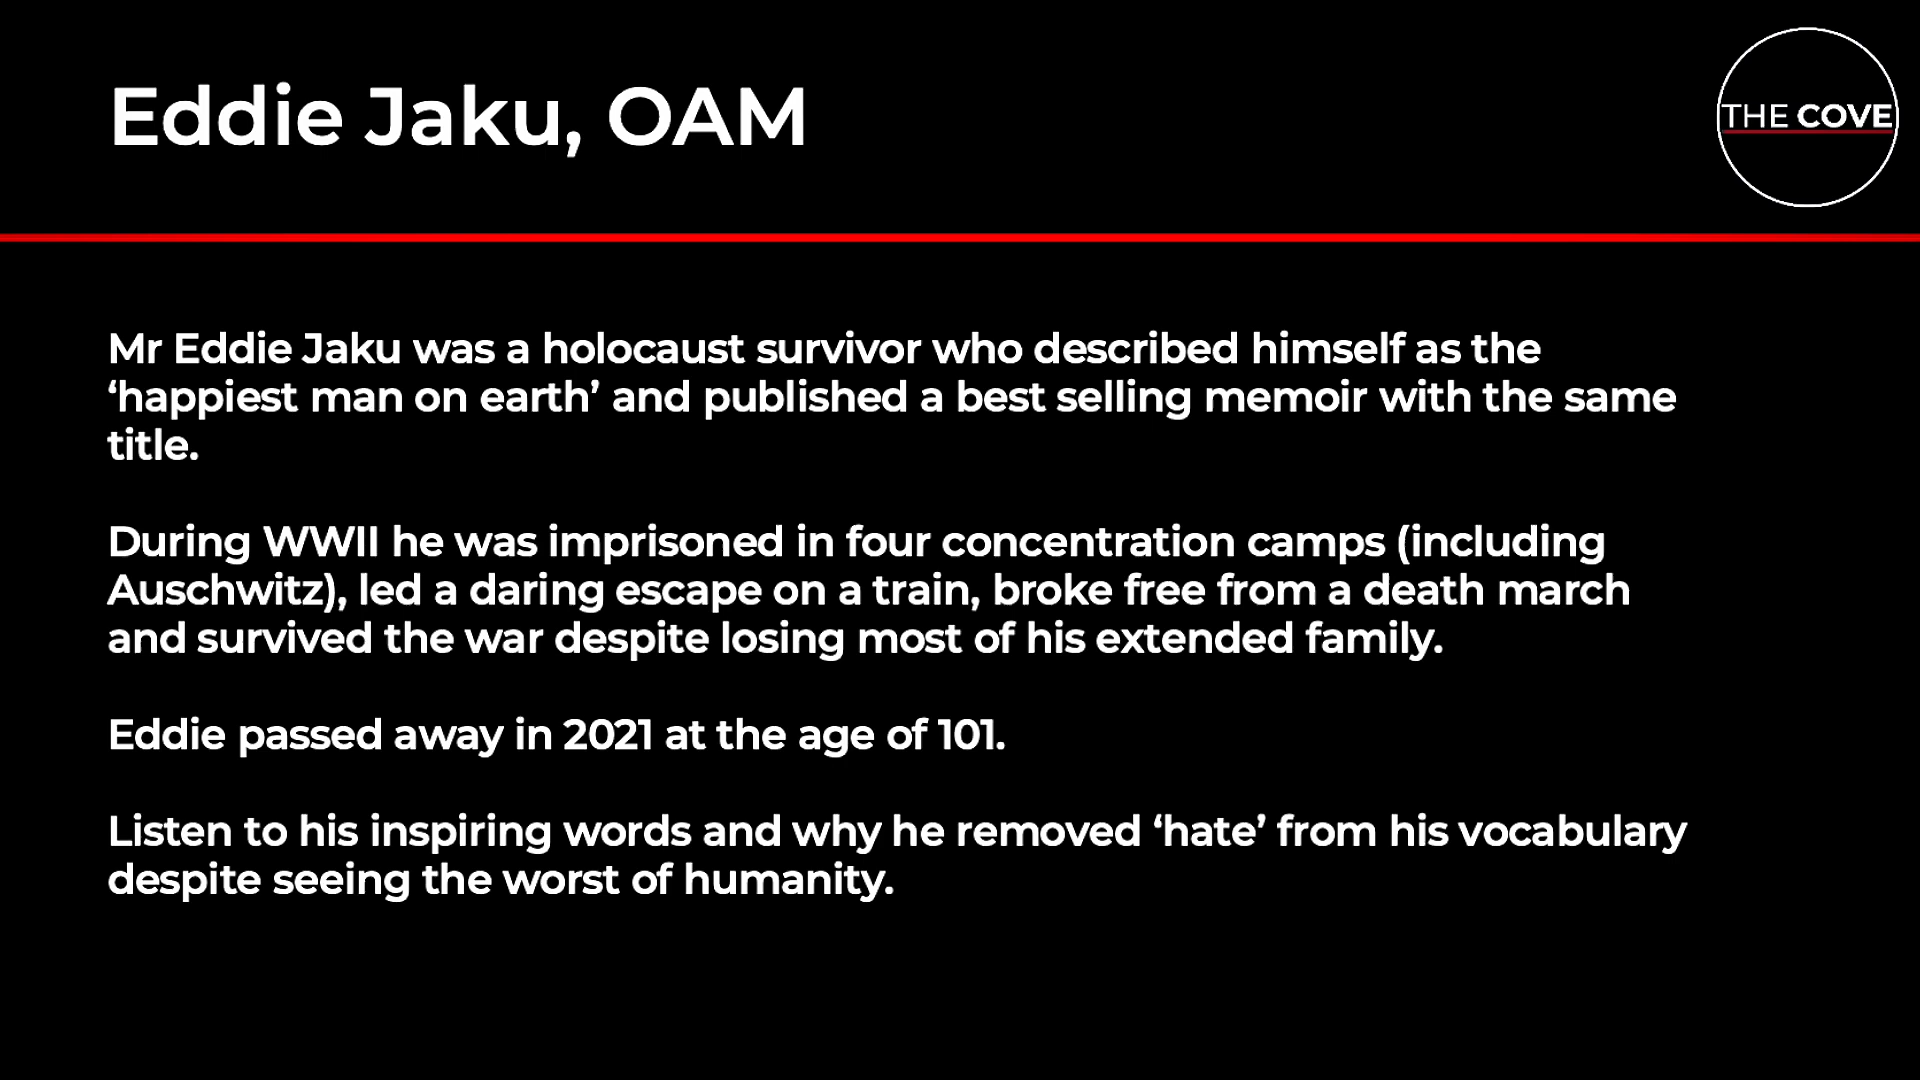 Eddie Jaku, OAM
THE COVE
Mr Eddie Jaku was a holocaust survivor who described himself as the
‘happiest man on earth’ and published a best selling memoir with the same
title.
During WWII he was imprisoned in four concentration camps (including
Auschwitz), led a daring escape on a train, broke free from a death march
and survived the war despite losing most of his extended family.
Eddie passed away in 2021 at the age of 101.
Listen to his inspiring words and why he removed ‘hate’ from his vocabulary
despite seeing the worst of humanity.